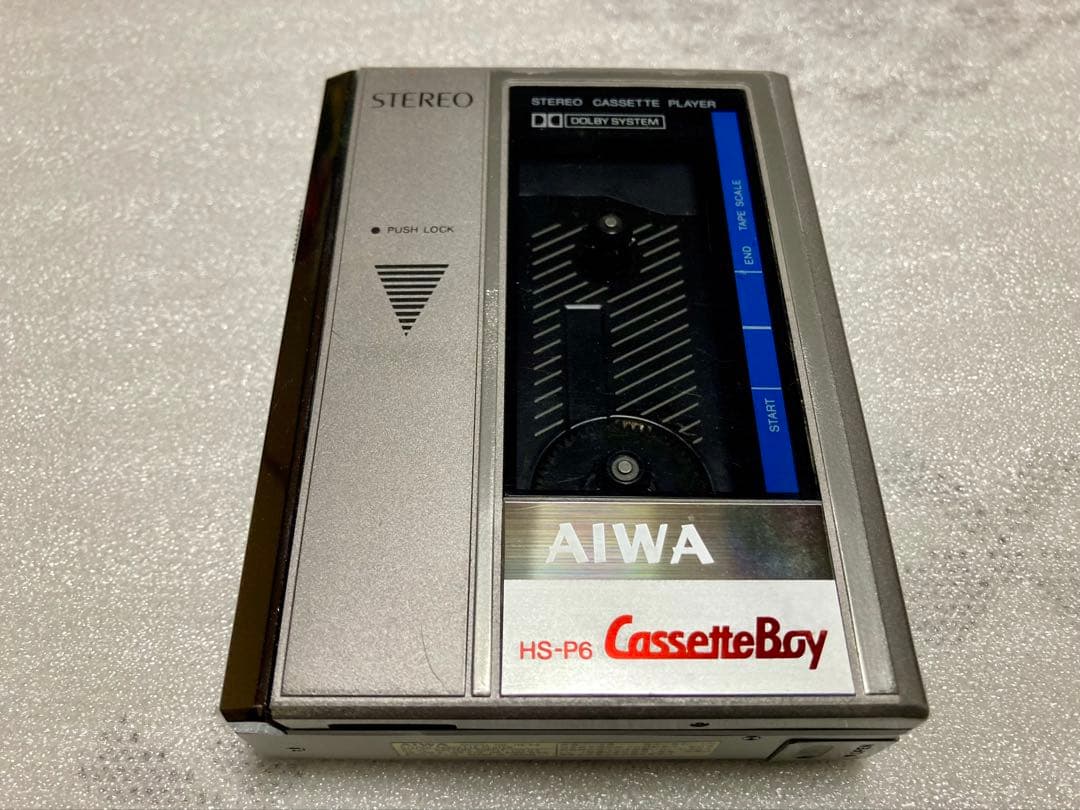 STEREO
STEREO CASSETTE PLAYER
DOLBY SYSTEM
PUSH LOCK
TAPE SCALE
END
START
AIWA
HS-P6 CassetteBoy